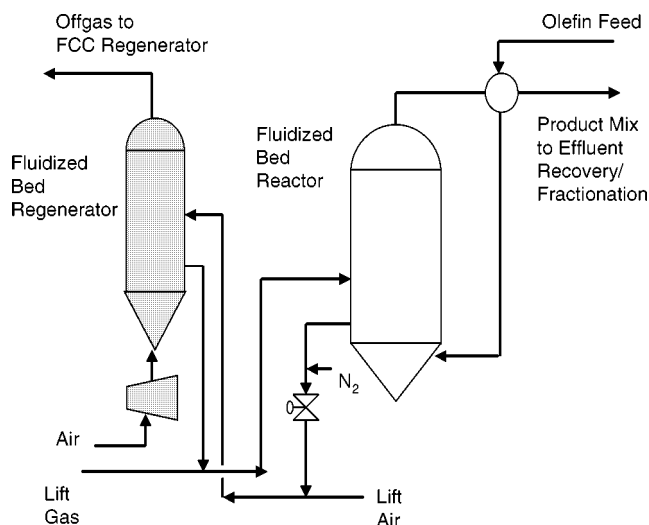 Offgas to
FCC Regenerator
Olefin Feed
Fluidized
Bed
Regenerator
Fluidized
Bed
Reactor
Product Mix
to Effluent
Recovery/
Fractionation
N2
Air
Lift
Gas
Lift
Air